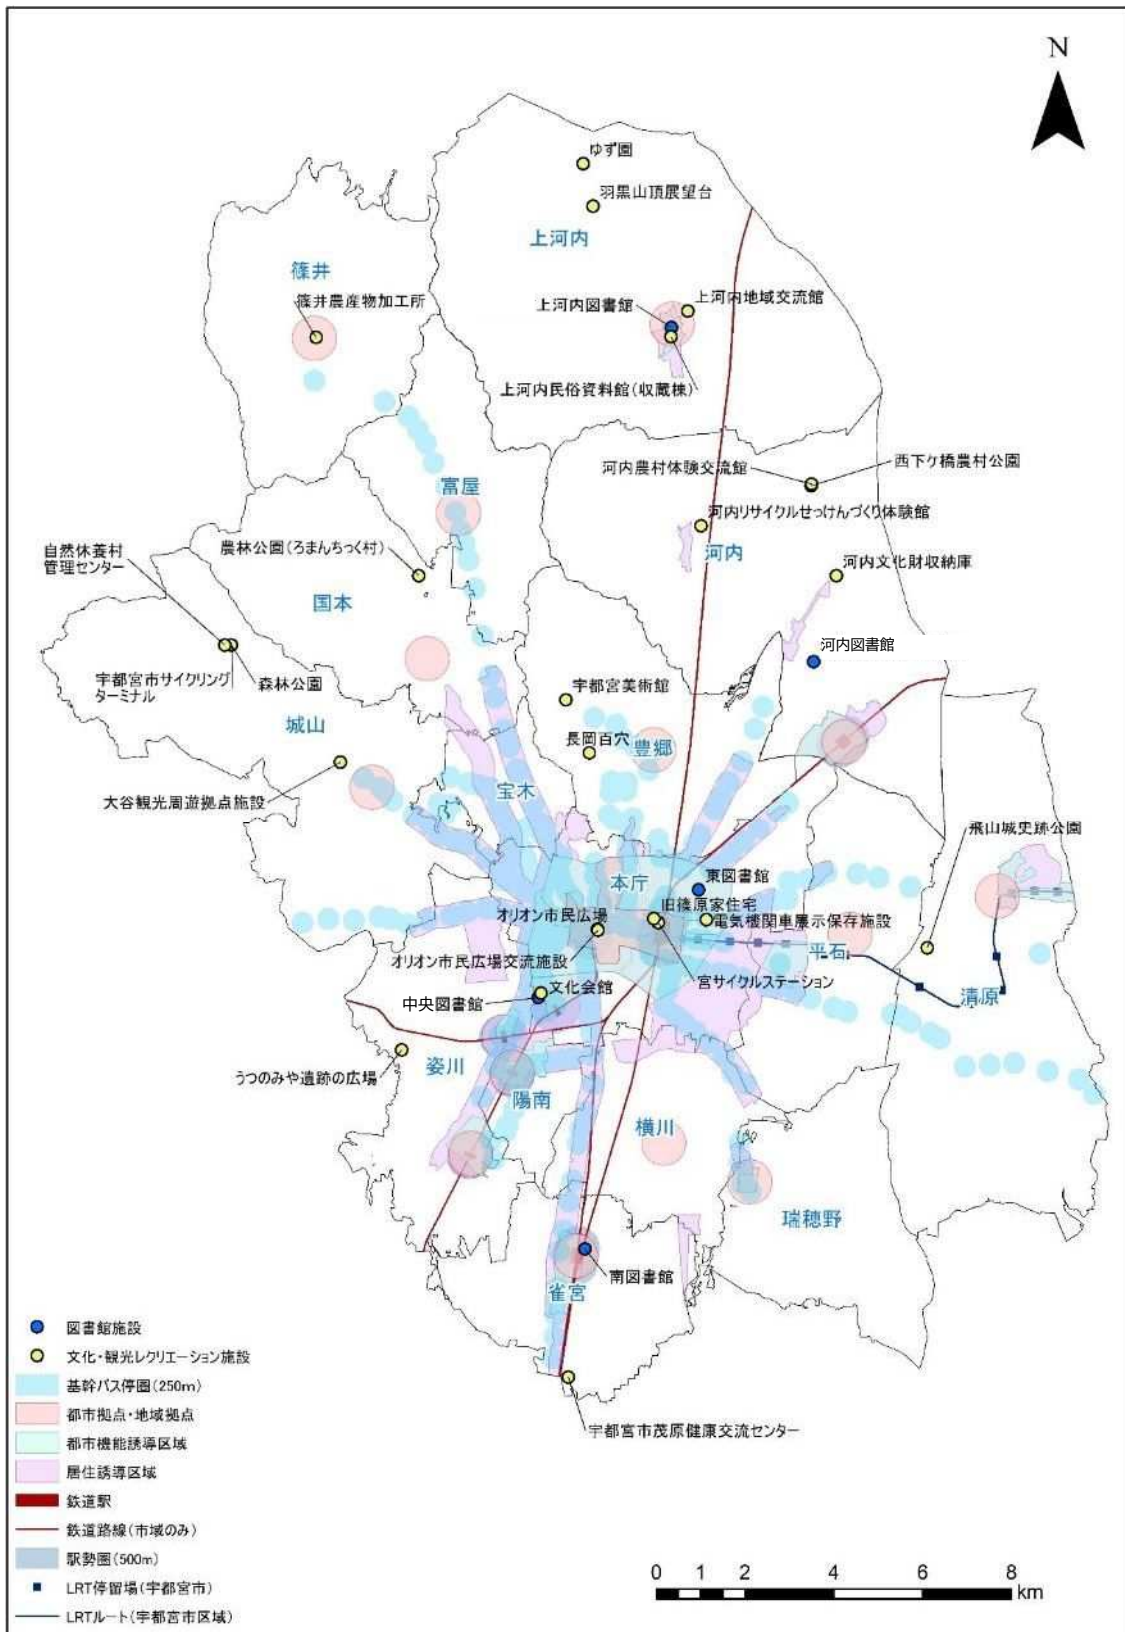 N
ゆず園
羽黒山頂展望台
上河内
篠井
篠井農産物加工所
上河内図書館
上河内地域交流館
上河内民俗資料館(収蔵棟)
河内農村体験交流館
西下ケ橋農村公園
富屋
河内リサイクルせっけんづくり体験館
河内
自然休養村
管理センター
農林公園(ろまんちっく村)
河内文化財収納庫
国本
河内図書館
宇都宮市サイクリング
ターミナル
森林公園
宇都宮美術館
城山
長岡百穴
豊郷
宝木
大谷観光周遊拠点施設
飛山城史跡公園
本庁
東図書館
オリオン市民広場
旧篠原家住宅
電気機関車展示保存施設
平石
オリオン市民広場交流施設
宮サイクルステーション
文化会館
中央図書館
清原
うつのみや遺跡の広場
姿川
陽南
横川
瑞穂野
南図書館
雀宮
宇都宮市茂原健康交流センター
図書館施設
文化・観光レクリエーション施設
基幹バス停圏(250m)
都市拠点・地域拠点
都市機能誘導区域
居住誘導区域
鉄道駅
鉄道路線(市域のみ)
駅勢圏(500m)
LRT停留場(宇都宮市)
LRTルート(宇都宮市区域)
0 1 2 4 6 8
km